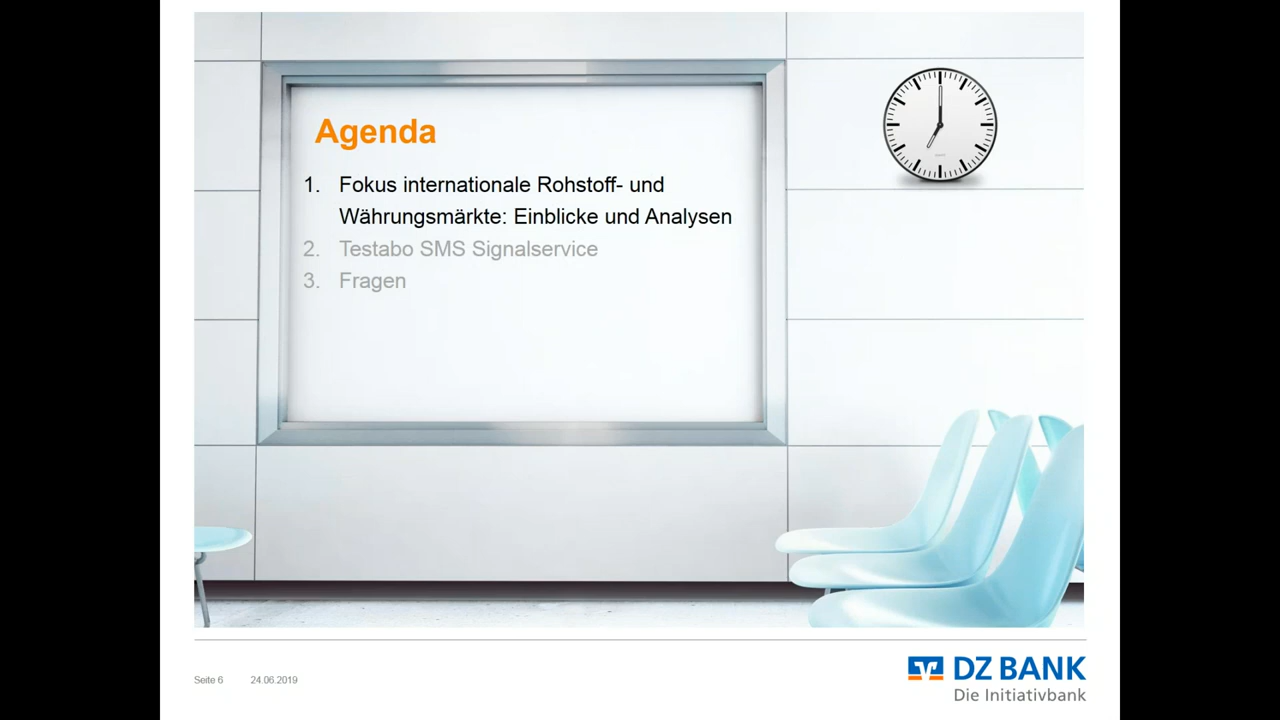 Agenda
1. Fokus internationale Rohstoff- und
Währungsmärkte: Einblicke und Analysen
2. Testabo SMS Signalservice
3. Fragen
Seite 6 24.06.2019
DZ BANK
Die Initiativbank